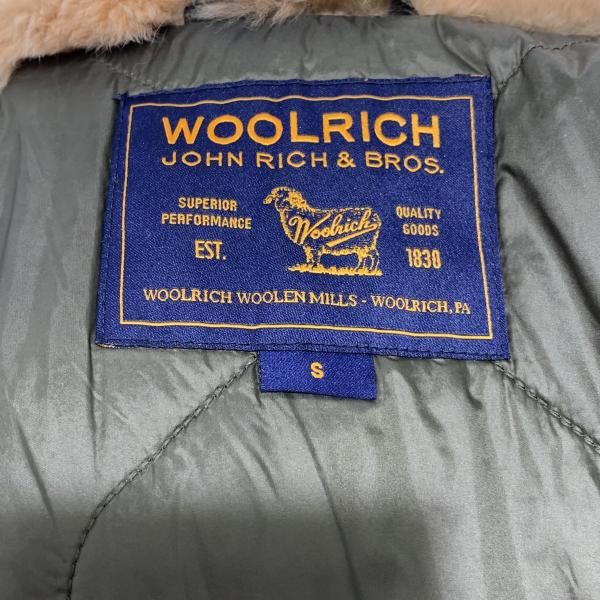 WOOLRICH
JOHN RICH & BROS.
SUPERIOR
PERFORMANCE
EST.
Woolrich
QUALITY
GOODS
1830
WOOLRICH WOOLEN MILLS - WOOLRICH, PA
S